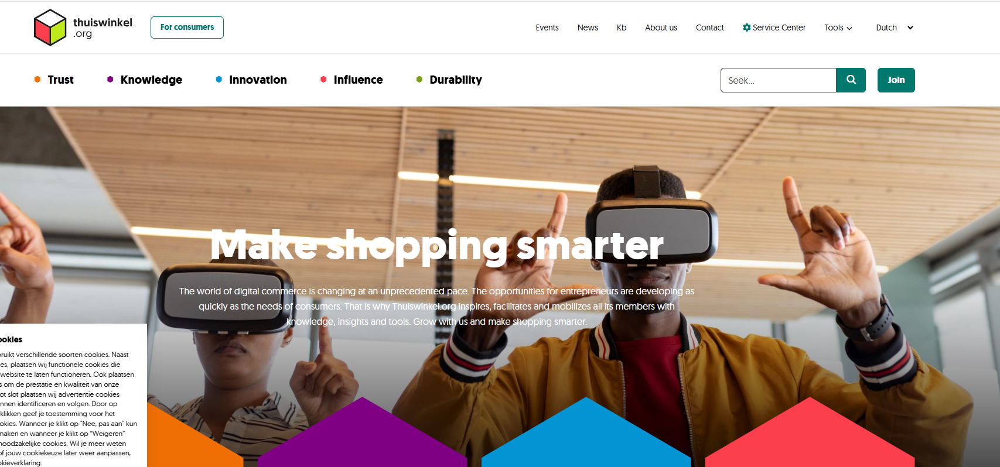 thuiswinkel
.org
For consumers
Events
News
Kb
About us
Contact
Service Center
Tools
Dutch
Trust
Knowledge
Innovation
Influence
Durability
Seek...
Join
Make shopping smarter
The world of digital commerce is changing at an unprecedented pace. The opportunities for entrepreneurs are developing as
quickly as the needs of consumers. That is why Thuiswinkel.org inspires, facilitates and mobilizes all its members with
knowledge, insights and tools. Grow with us and make shopping smarter.
ookies
ruikt verschillende soorten cookies. Naast
es, plaatsen wij functionele cookies die
website te laten functioneren. Ook plaatsen
s om de prestatie en kwaliteit van onze
ot slot plaatsen wij advertentie cookies
nnen identificeren en volgen. Door op
klikken geef je toestemming voor het
okies. Wanneer je klikt op "Nee, pas aan" kun
maken en wanneer je klikt op “Weigeren”
noodzakelijke cookies. Wil je meer weten
of jouw cookiekeuze later weer aanpassen,
okieverklaring.